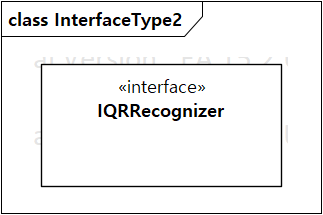 class InterfaceType2
«interface»
IQRRecognizer